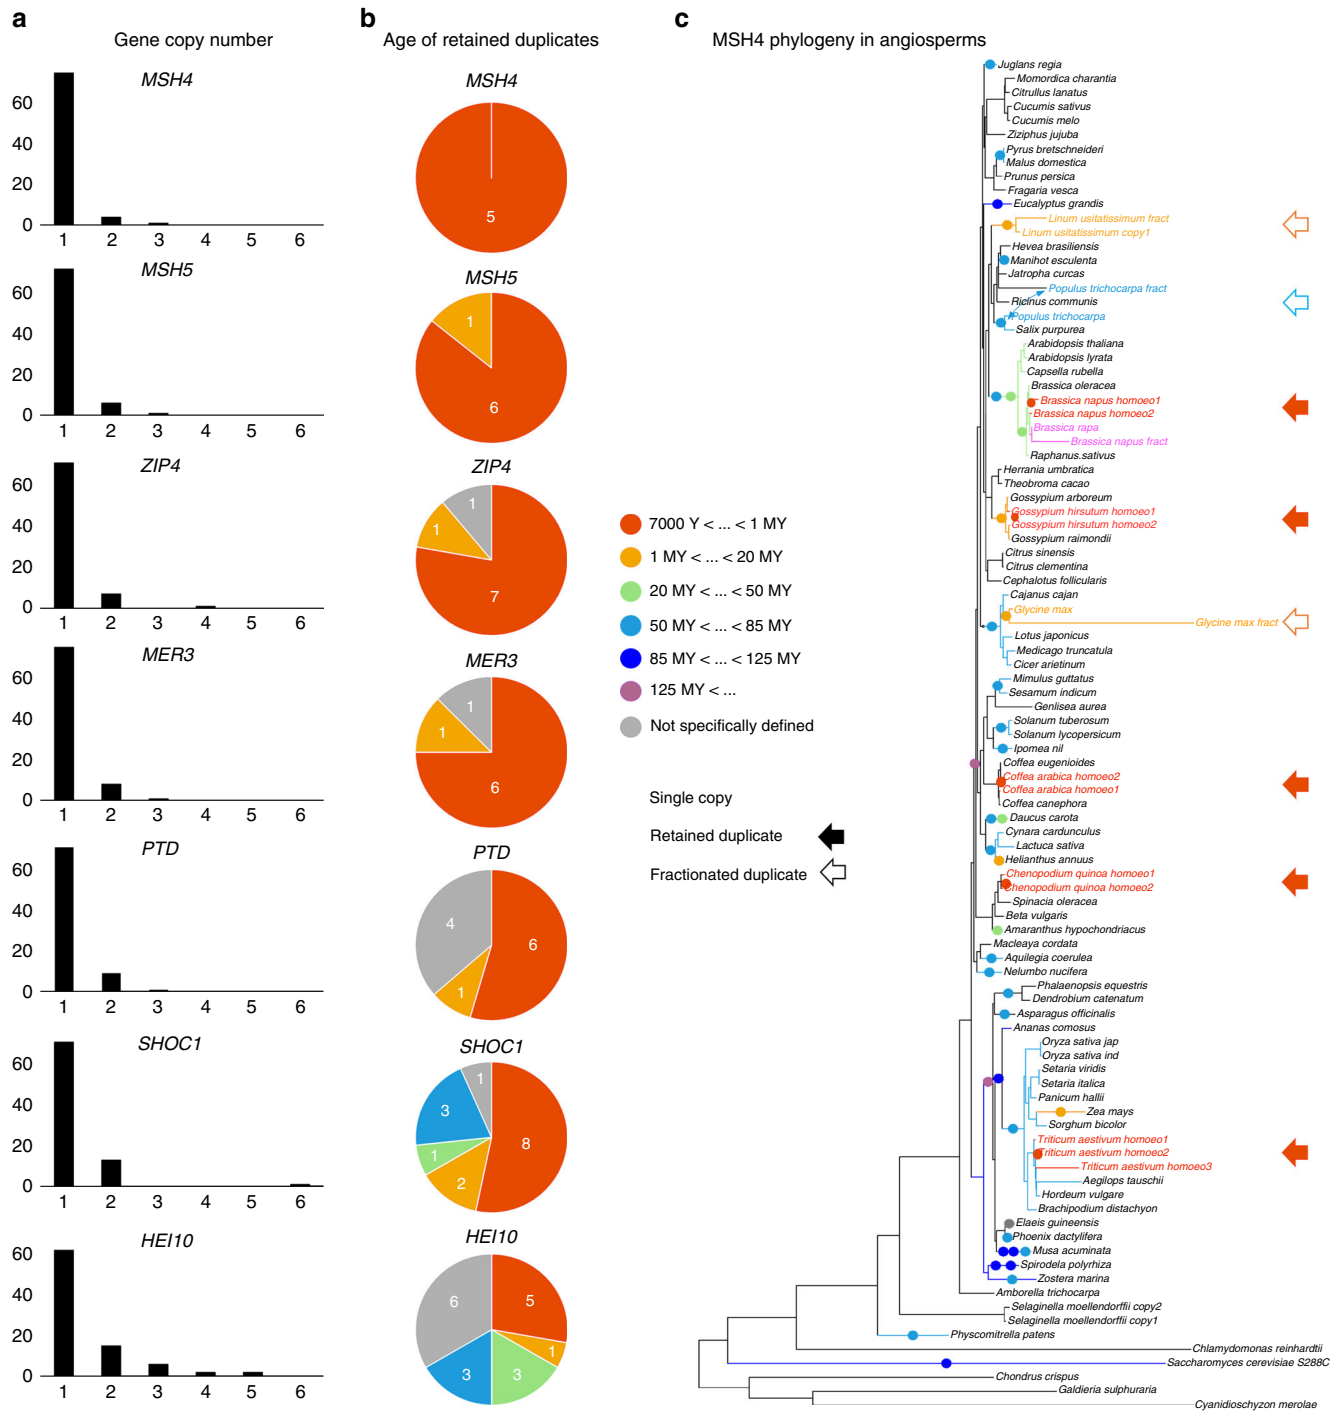 a
Gene copy number
MSH4
60
40
20
0
1 2 3 4 5 6
MSH5
60
40
20
0
1 2 3 4 5 6
ZIP4
60
40
20
0
1 2 3 4 5 6
MER3
60
40
20
0
1 2 3 4 5 6
PTD
60
40
20
0
1 2 3 4 5 6
SHOC1
60
40
20
0
1 2 3 4 5 6
HEI10
60
40
20
0
1 2 3 4 5 6
b
Age of retained duplicates
MSH4
5
MSH5
1
6
ZIP4
1
1
7
MER3
1
1
6
PTD
4
6
1
SHOC1
1
3
8
1
2
HEI10
6
5
1
3
3
7000 Y < ... < 1 MY
1 MY < ... < 20 MY
20 MY < ... < 50 MY
50 MY < ... < 85 MY
85 MY < ... < 125 MY
125 MY < ...
Not specifically defined
Single copy
Retained duplicate
Fractionated duplicate
c
MSH4 phylogeny in angiosperms
Juglans regia
Momordica charantia
Citrullus lanatus
Cucumis sativus
Cucumis melo
Ziziphus jujuba
Pyrus bretschneideri
Malus domestica
Prunus persica
Fragaria vesca
Eucalyptus grandis
Linum usitatissimum fract
Linum usitatissimum copy1
Hevea brasiliensis
Manihot esculenta
Jatropha curcas
Populus trichocarpa fract
Ricinus communis
Populus trichocarpa
Salix purpurea
Arabidopsis thaliana
Arabidopsis lyrata
Capsella rubella
Brassica oleracea
Brassica napus homoeo1
Brassica napus homoeo2
Brassica rapa
Brassica napus fract
Raphanus.sativus
Herrania umbratica
Theobroma cacao
Gossypium arboreum
Gossypium hirsutum homoeo1
Gossypium hirsutum homoeo2
Gossypium raimondii
Citrus sinensis
Citrus clementina
Cephalotus follicularis
Cajanus cajan
Glycine max
Glycine max fract
Lotus japonicus
Medicago truncatula
Cicer arietinum
Mimulus guttatus
Sesamum indicum
Genlisea aurea
Solanum tuberosum
Solanum lycopersicum
Ipomea nil
Coffea eugenioides
Coffea arabica homoeo2
Coffea arabica homoeo1
Coffea canephora
Daucus carota
Cynara cardunculus
Lactuca sativa
Helianthus annuus
Chenopodium quinoa homoeo1
Chenopodium quinoa homoeo2
Spinacia oleracea
Beta vulgaris
Amaranthus hypochondriacus
Macleaya cordata
Aquilegia coerulea
Nelumbo nucifera
Phalaenopsis equestris
Dendrobium catenatum
Asparagus officinalis
Ananas comosus
Oryza sativa jap
Oryza sativa ind
Setaria viridis
Setaria italica
Panicum hallii
Zea mays
Sorghum bicolor
Triticum aestivum homoeo1
Triticum aestivum homoeo2
Triticum aestivum homoeo3
Aegilops tauschii
Hordeum vulgare
Brachipodium distachyon
Elaeis guineensis
Phoenix dactylifera
Musa acuminata
Spirodela polyrhiza
Zostera marina
Amborella trichocarpa
Selaginella moellendorffii copy2
Selaginella moellendorffii copy1
Physcomitrella patens
Chlamydomonas reinhardtii
Saccharomyces cerevisiae S288C
Chondrus crispus
Galdieria sulphuraria
Cyanidioschyzon merolae